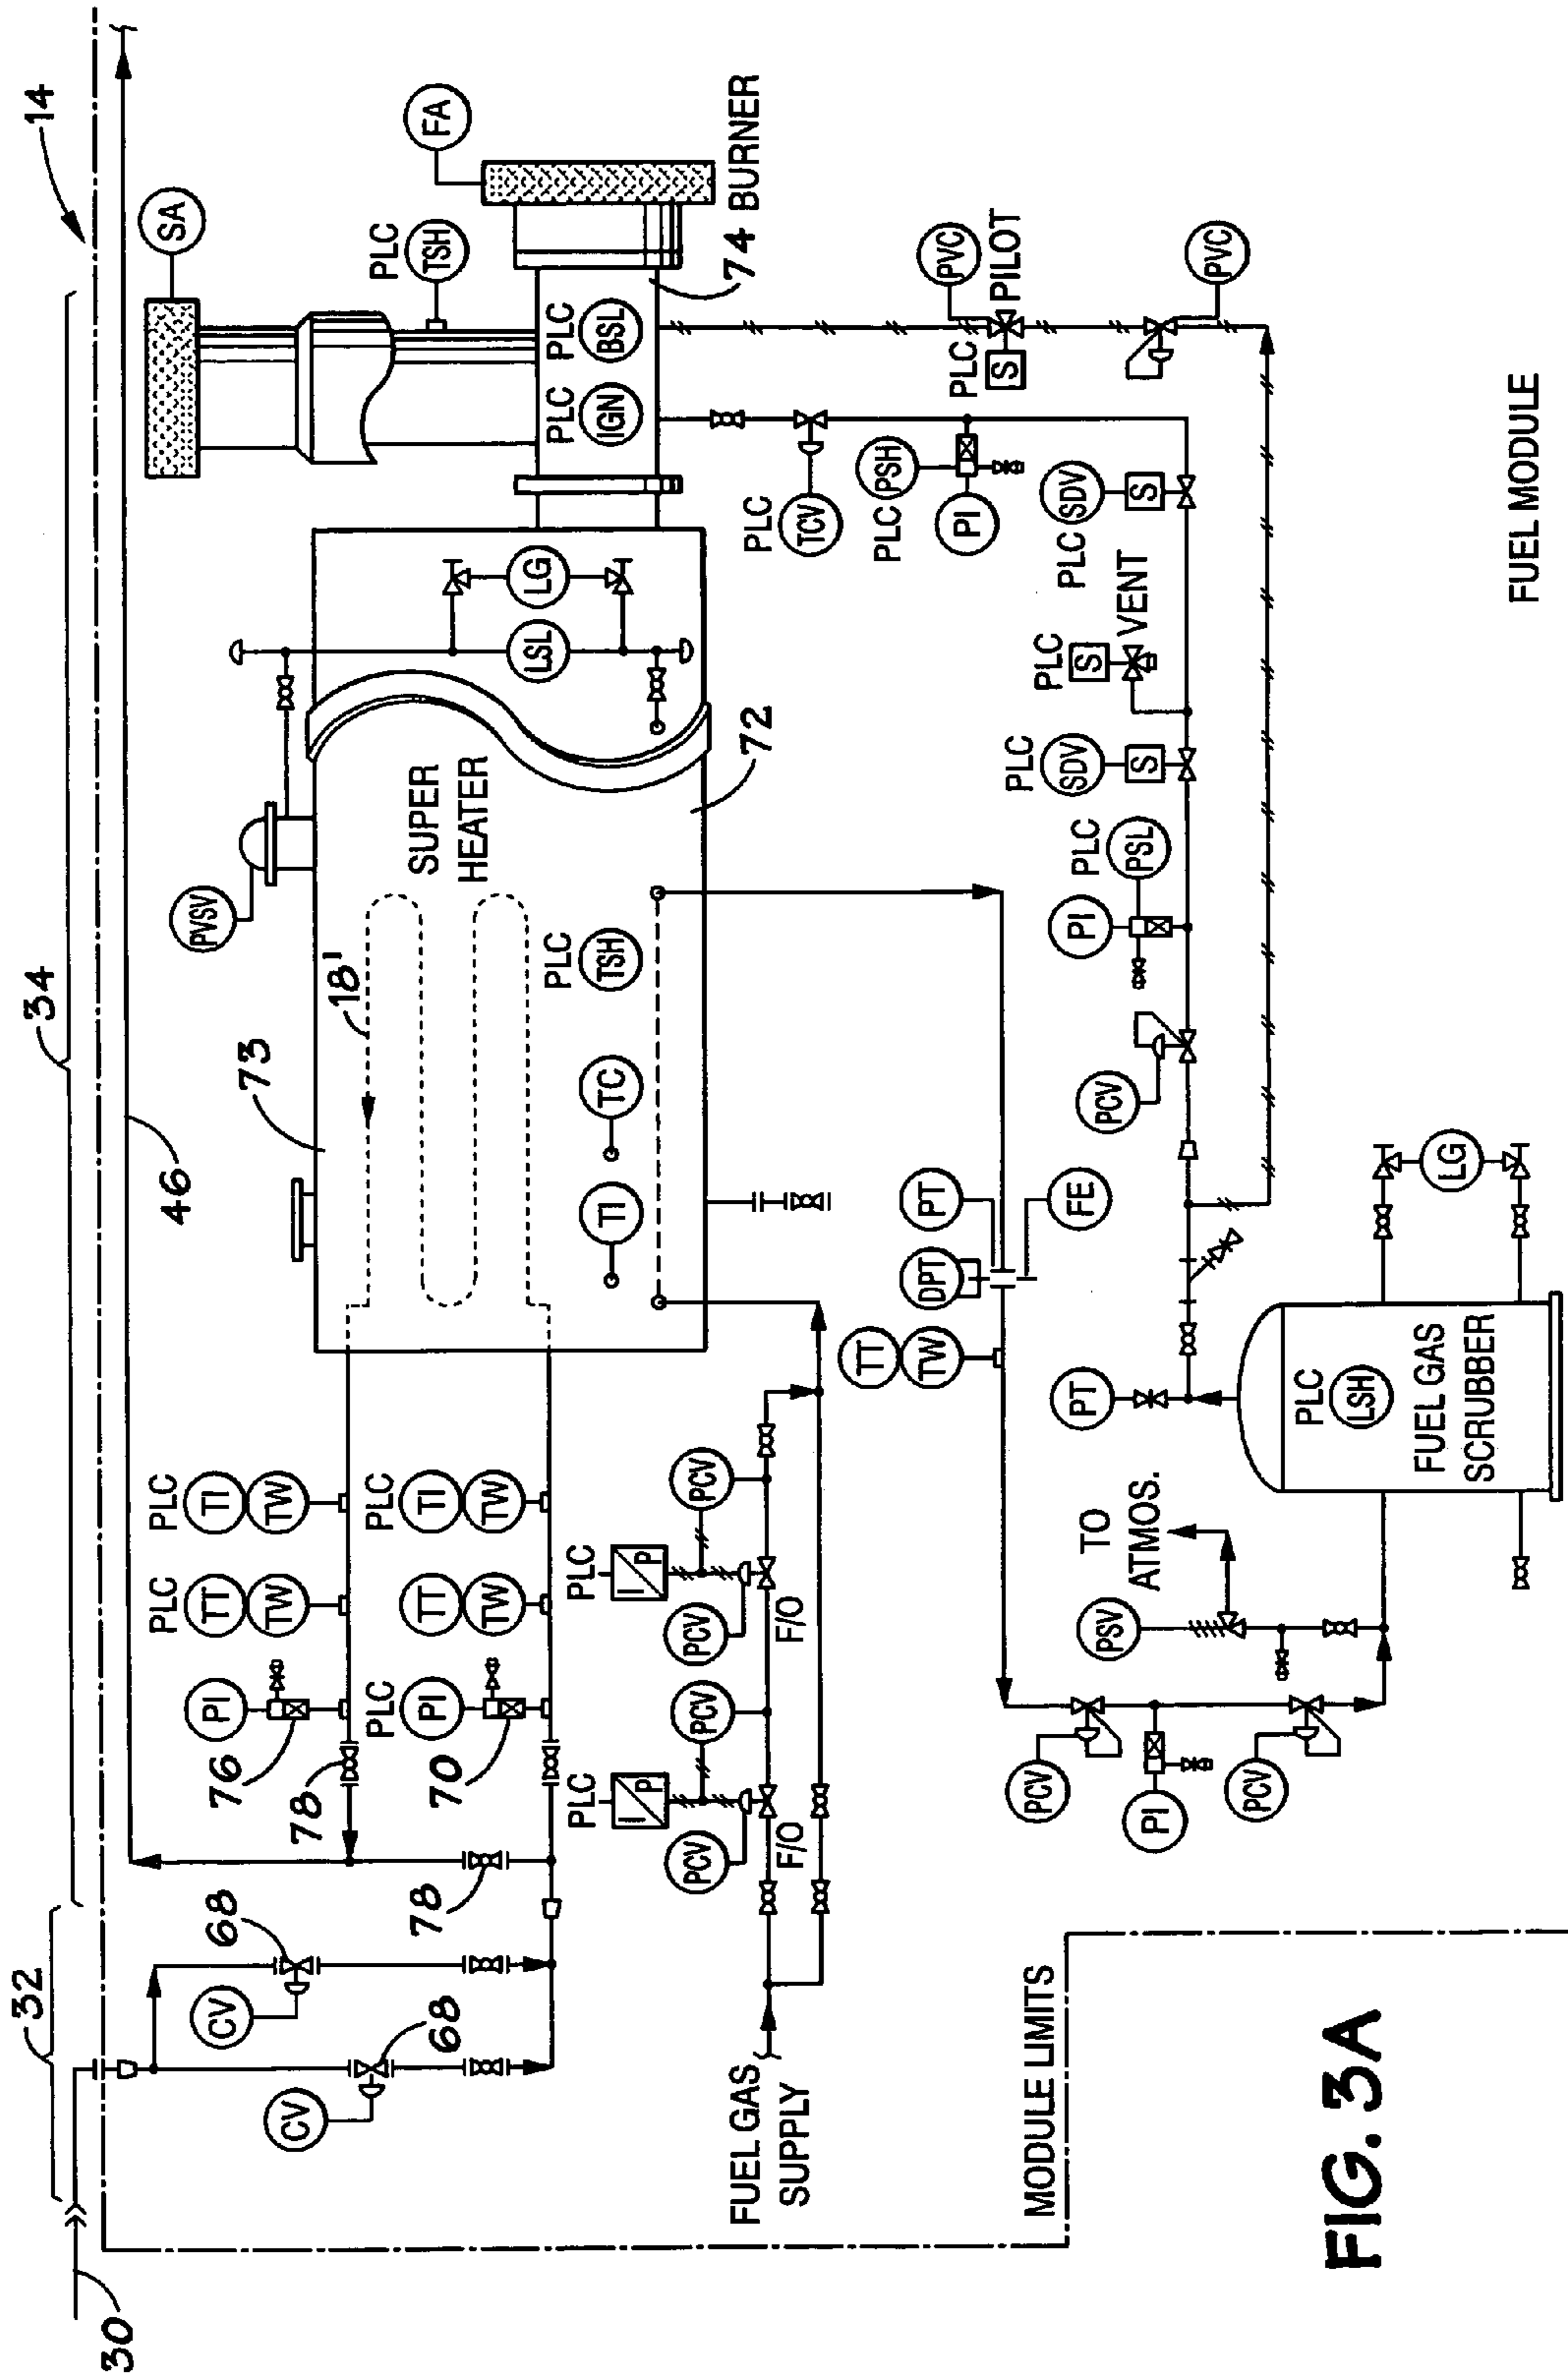 14
34
32
30
46
SA
FA
PLC
TSH
PLC
BSL
PLC
IGN
74 BURNER
LG
LSL
PVSV
SUPER
HEATER
73
18'
72
PLC
TSH
TC
TI
PLC
TI
TW
PLC
TT
TW
PI
76
78
PLC
TI
TW
TT
TW
PLC
PI
70
78
68
CV
68
CV
PLC
I
P
PCV
PCV
F/O
PLC
I
P
PCV
PCV
F/O
FUEL GAS
SUPPLY
PVC
PILOT
PLC
S
PVC
PLC
TCV
PLC
PSH
PI
PLC
SDV
S
PLC
S
VENT
PLC
SDV
S
PLC
PSL
PI
PCV
PT
DPT
FE
TT
TW
LG
PT
PLC
LSH
FUEL GAS
SCRUBBER
TO
ATMOS.
PSV
PCV
PI
PCV
MODULE LIMITS
FUEL MODULE
FIG. 3A